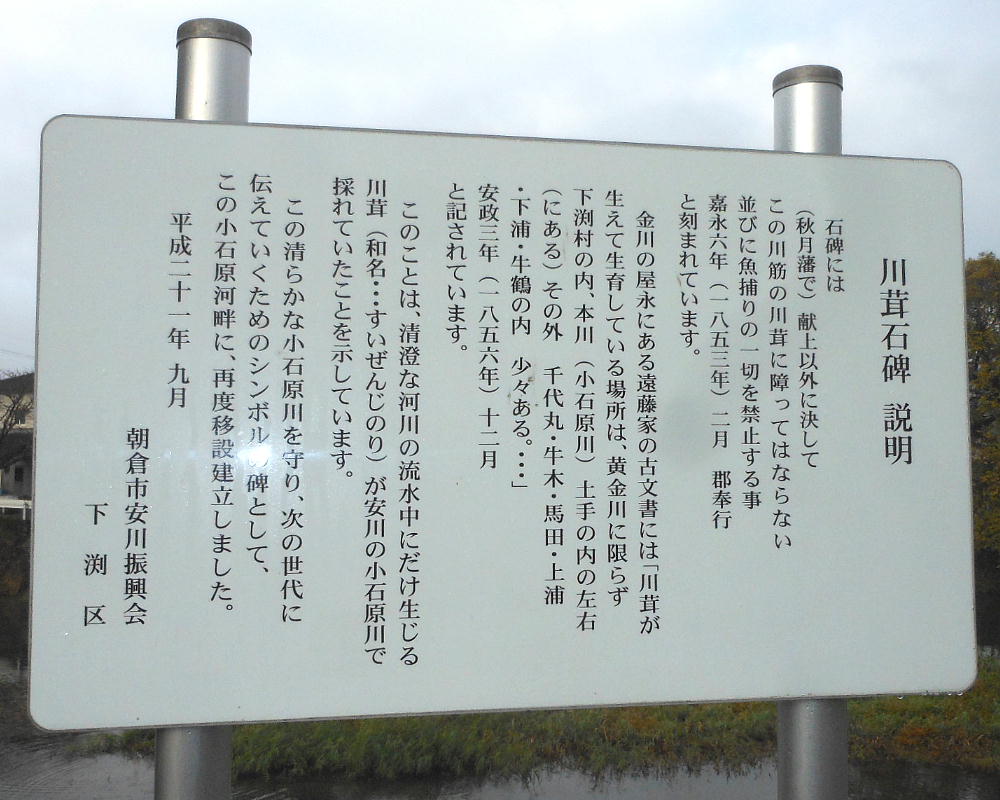 川茸石碑 説明
石碑には
(秋月藩で)献上以外に決して
この川筋の川茸に障ってはならない
並びに魚捕りの一切を禁止する事
嘉永六年(一八五三年)二月 郡奉行
と刻まれています。
金川の屋永にある遠藤家の古文書には「川茸が
生えて生育している場所は、黄金川に限らず
下渕村の内、本川(小石原川)土手の内の左右
(にある)その外 千代丸・牛木・馬田・上浦
・下浦・牛鶴の内 少々ある。・・・」
安政三年(一八五六年)十二月
と記されています。
このことは、清澄な河川の流水中にだけ生じる
川茸(和名・・・すいぜんじのり)が安川の小石原川で
採れていたことを示しています。
この清らかな小石原川を守り、次の世代に
伝えていくためのシンボルの碑として、
この小石原河畔に、再度移設建立しました。
平成二十一年 九月
朝倉市安川振興会
下渕区